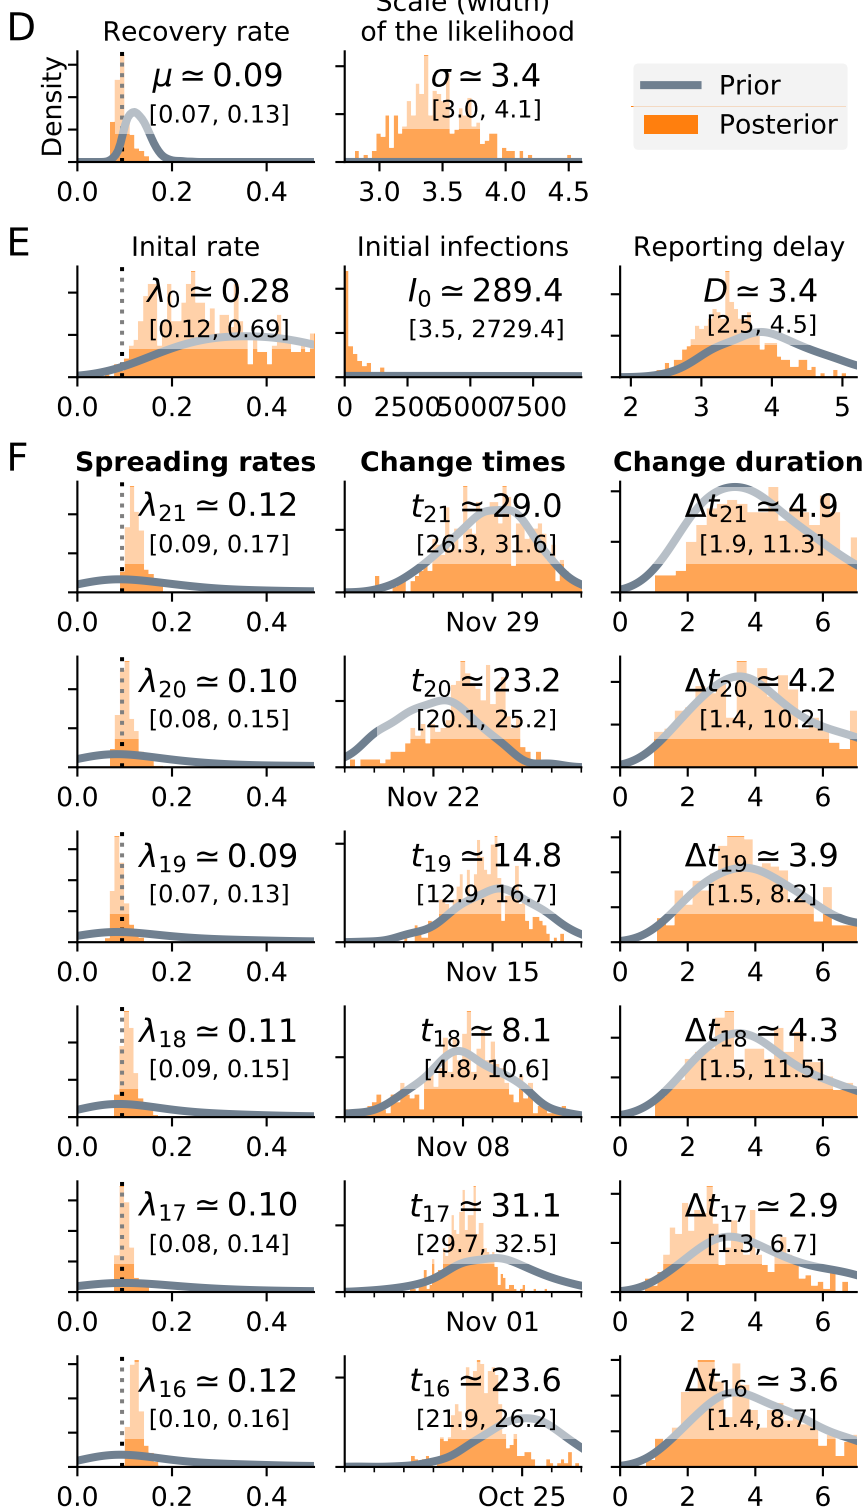 D
Recovery rate
Scale (width)
of the likelihood
Density
μ ≃ 0.09
[0.07, 0.13]
0.0 0.2 0.4
σ ≃ 3.4
[3.0, 4.1]
3.0 3.5 4.0 4.5
Prior
Posterior
E
Inital rate
Initial infections
Reporting delay
λ0 ≃ 0.28
[0.12, 0.69]
0.0 0.2 0.4
I0 ≃ 289.4
[3.5, 2729.4]
0 2500 5000 7500
D ≃ 3.4
[2.5, 4.5]
2 3 4 5
F
Spreading rates
Change times
Change duration
λ21 ≃ 0.12
[0.09, 0.17]
0.0 0.2 0.4
t21 ≃ 29.0
[26.3, 31.6]
Nov 29
Δt21 ≃ 4.9
[1.9, 11.3]
0 2 4 6
λ20 ≃ 0.10
[0.08, 0.15]
0.0 0.2 0.4
t20 ≃ 23.2
[20.1, 25.2]
Nov 22
Δt20 ≃ 4.2
[1.4, 10.2]
0 2 4 6
λ19 ≃ 0.09
[0.07, 0.13]
0.0 0.2 0.4
t19 ≃ 14.8
[12.9, 16.7]
Nov 15
Δt19 ≃ 3.9
[1.5, 8.2]
0 2 4 6
λ18 ≃ 0.11
[0.09, 0.15]
0.0 0.2 0.4
t18 ≃ 8.1
[4.8, 10.6]
Nov 08
Δt18 ≃ 4.3
[1.5, 11.5]
0 2 4 6
λ17 ≃ 0.10
[0.08, 0.14]
0.0 0.2 0.4
t17 ≃ 31.1
[29.7, 32.5]
Nov 01
Δt17 ≃ 2.9
[1.3, 6.7]
0 2 4 6
λ16 ≃ 0.12
[0.10, 0.16]
0.0 0.2 0.4
t16 ≃ 23.6
[21.9, 26.2]
Oct 25
Δt16 ≃ 3.6
[1.4, 8.7]
0 2 4 6